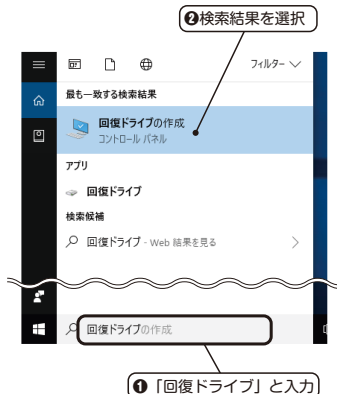 ❷検索結果を選択
フィルター
最も一致する検索結果
回復ドライブの作成
コントロール パネル
アプリ
回復ドライブ
検索候補
回復ドライブ - Web 結果を見る
回復ドライブの作成
❶「回復ドライブ」と入力